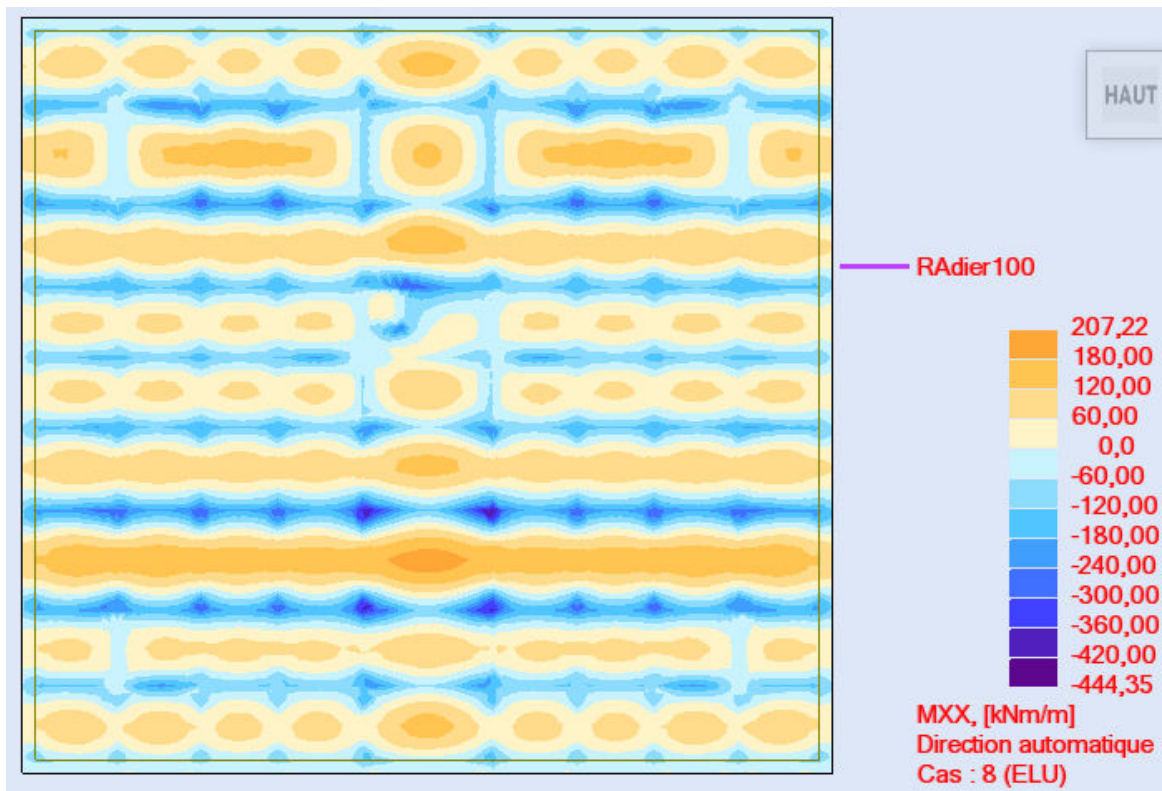 HAUT
RAdier100
207,22
180,00
120,00
60,00
0,0
-60,00
-120,00
-180,00
-240,00
-300,00
-360,00
-420,00
-444,35
MXX, [kNm/m]
Direction automatique
Cas : 8 (ELU)